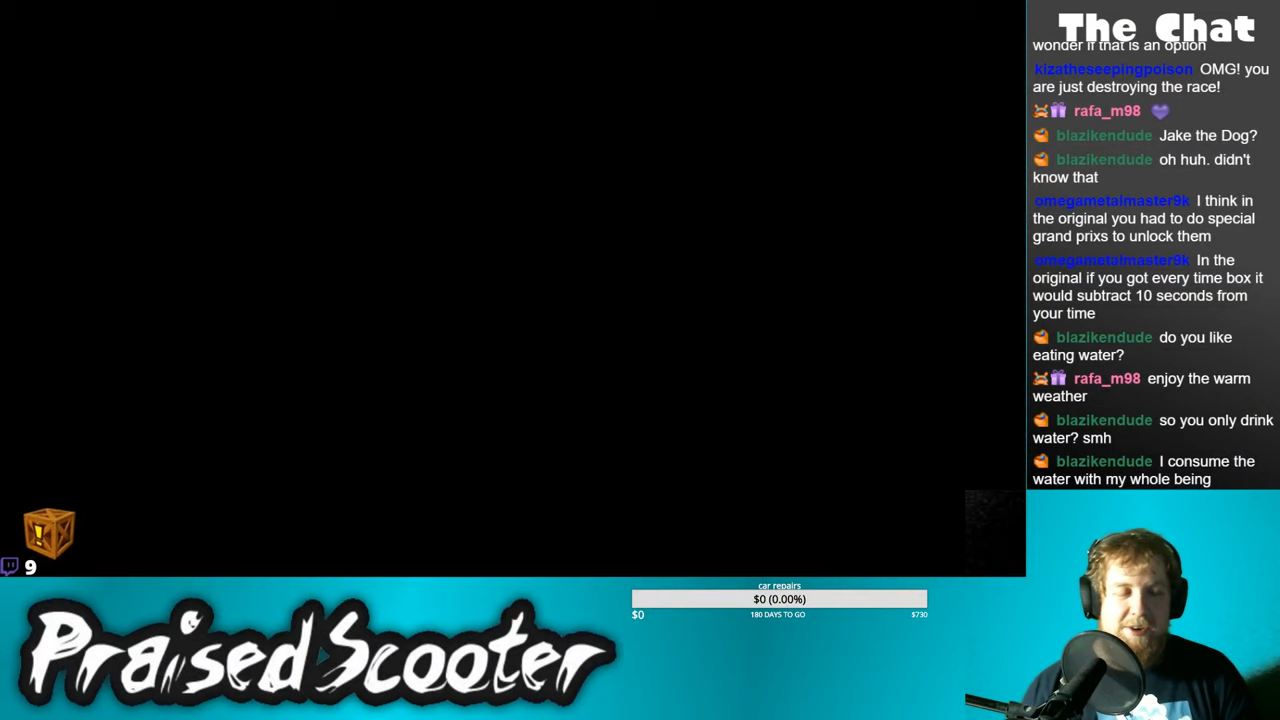 The Chat
wonder if that is an option
kizatheseepingpoison OMG! you
are just destroying the race!
rafa_m98
blazikendude Jake the Dog?
blazikendude oh huh. didn't
know that
omegametalmaster9k I think in
the original you had to do special
grand prixs to unlock them
omegametalmaster9k In the
original if you got every time box it
would subtract 10 seconds from
your time
blazikendude do you like
eating water?
rafa_m98 enjoy the warm
weather
blazikendude so you only drink
water? smh
blazikendude I consume the
water with my whole being
!
9
PraisedScooter
car repairs
$0 (0.00%)
$0 180 DAYS TO GO $730